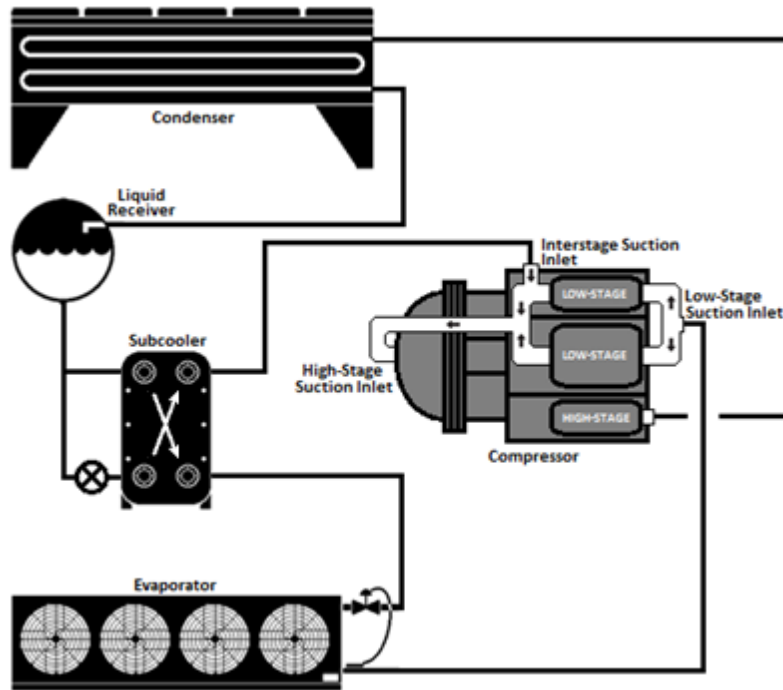 Condenser
Liquid
Receiver
Interstage Suction
Inlet
LOW-STAGE
Low-Stage
Suction Inlet
Subcooler
LOW-STAGE
High-Stage
Suction Inlet
HIGH-STAGE
Compressor
Evaporator